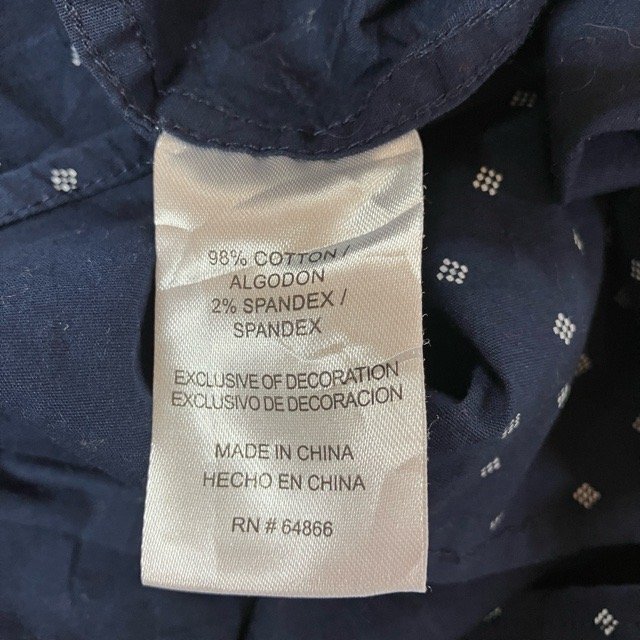 98% COTTON /
ALGODON
2% SPANDEX /
SPANDEX
EXCLUSIVE OF DECORATION
EXCLUSIVO DE DECORACION
MADE IN CHINA
HECHO EN CHINA
RN # 64866